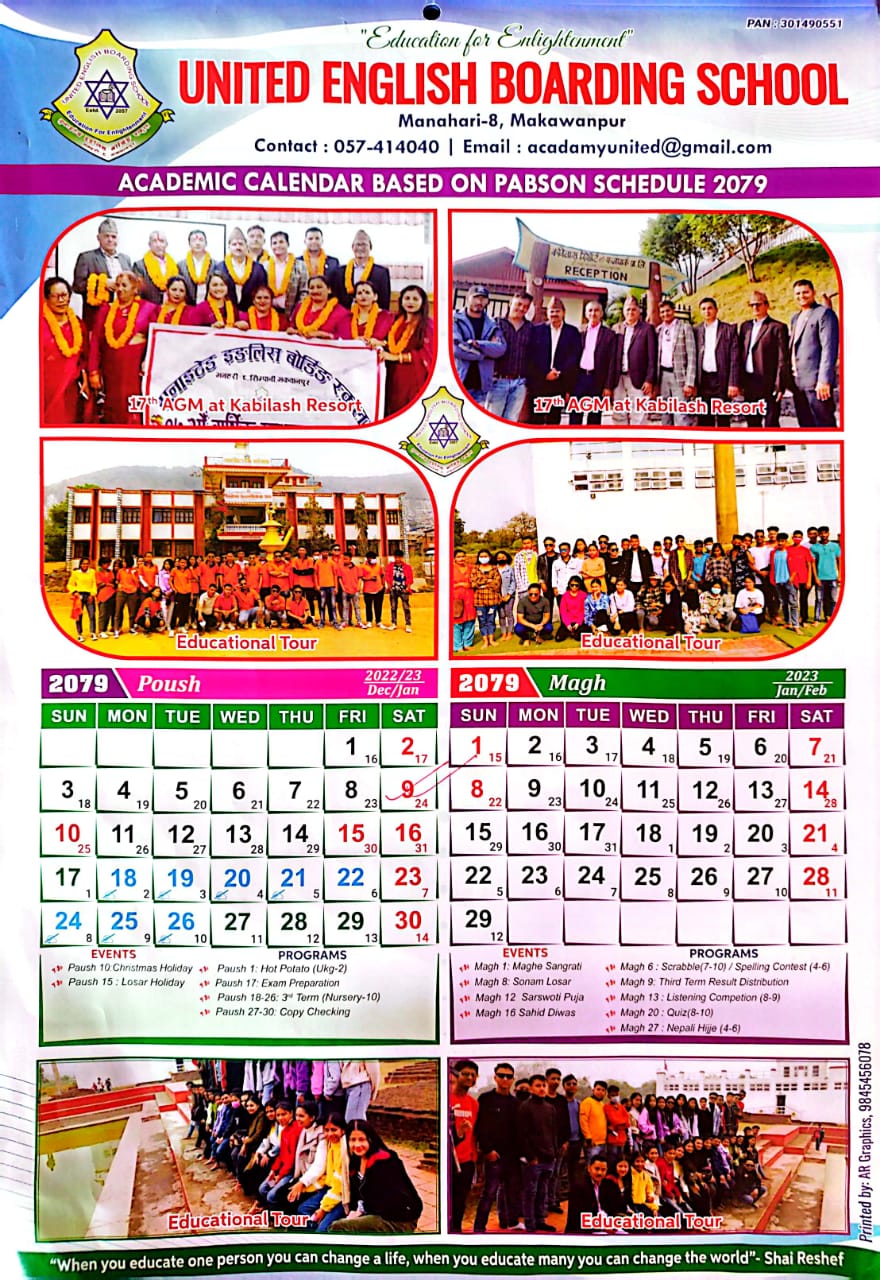 PAN : 301490551
"Education for Enlightenment"
UNITED ENGLISH BOARDING SCHOOL
UNITED ENGLISH BOARDING SCHOOL
Estd. 2057
Education For Enlightenment
Manahari-8, Makawanpur
Contact : 057-414040 | Email : acadamyunited@gmail.com
ACADEMIC CALENDAR BASED ON PABSON SCHEDULE 2079
इङलिस बोर्डिङ
17th AGM at Kabilash Resort
RECEPTION
17th AGM at Kabilash Resort
Educational Tour
Educational Tour
2079 Poush 2022/23 Dec/Jan
SUN MON TUE WED THU FRI SAT
1 16 2 17
3 18 4 19 5 20 6 21 7 22 8 23 9 24
10 25 11 26 12 27 13 28 14 29 15 30 16 31
17 1 18 2 19 3 20 4 21 5 22 6 23 7
24 8 25 9 26 10 27 11 28 12 29 13 30 14
EVENTS
Paush 10:Christmas Holiday
Paush 15 : Losar Holiday
PROGRAMS
Paush 1: Hot Potato (Ukg-2)
Paush 17: Exam Preparation
Paush 18-26: 3rd Term (Nursery-10)
Paush 27-30: Copy Checking
2079 Magh 2023 Jan/Feb
SUN MON TUE WED THU FRI SAT
1 15 2 16 3 17 4 18 5 19 6 20 7 21
8 22 9 23 10 24 11 25 12 26 13 27 14 28
15 29 16 30 17 31 18 1 19 2 20 3 21 4
22 5 23 6 24 7 25 8 26 9 27 10 28 11
29 12
EVENTS
Magh 1: Maghe Sangrati
Magh 8: Sonam Losar
Magh 12 Sarswoti Puja
Magh 16 Sahid Diwas
PROGRAMS
Magh 6 : Scrabble(7-10) / Spelling Contest (4-6)
Magh 9: Third Term Result Distribution
Magh 13 : Listening Competion (8-9)
Magh 20 : Quiz(8-10)
Magh 27 : Nepali Hijje (4-6)
Educational Tour
Educational Tour
Printed by: AR Graphics, 9845456078
"When you educate one person you can change a life, when you educate many you can change the world"- Shai Reshef